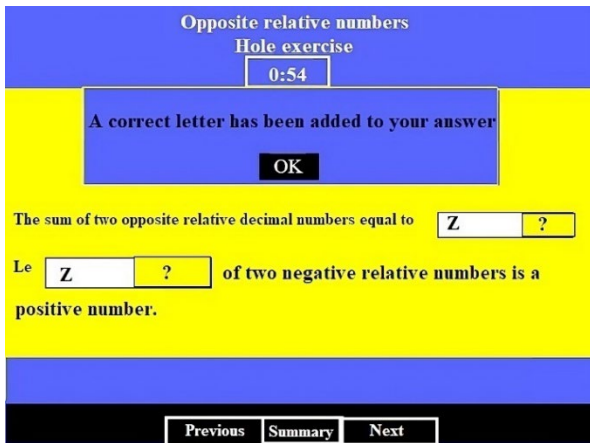 Opposite relative numbers
Hole exercise
0:54
A correct letter has been added to your answer
OK
The sum of two opposite relative decimal numbers equal to Z ?
Le Z ? of two negative relative numbers is a
positive number.
Previous Summary Next